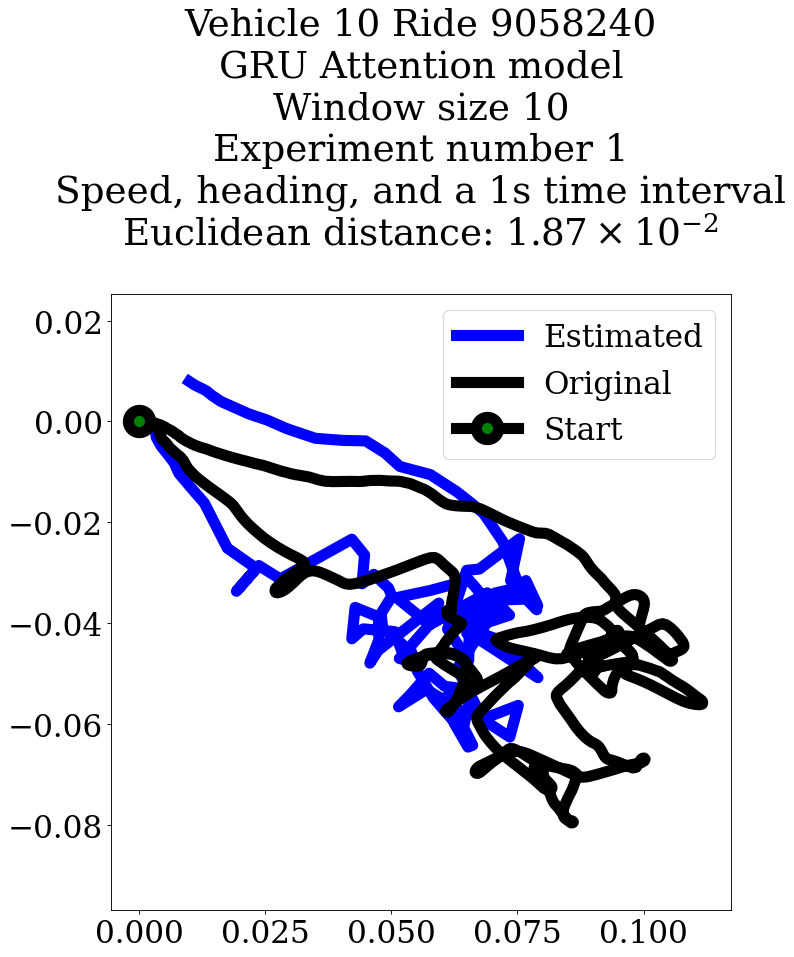 Vehicle 10 Ride 9058240
GRU Attention model
Window size 10
Experiment number 1
Speed, heading, and a 1s time interval
Euclidean distance: 1.87 × 10⁻²
Estimated
Original
Start
0.02
0.00
−0.02
−0.04
−0.06
−0.08
0.000 0.025 0.050 0.075 0.100